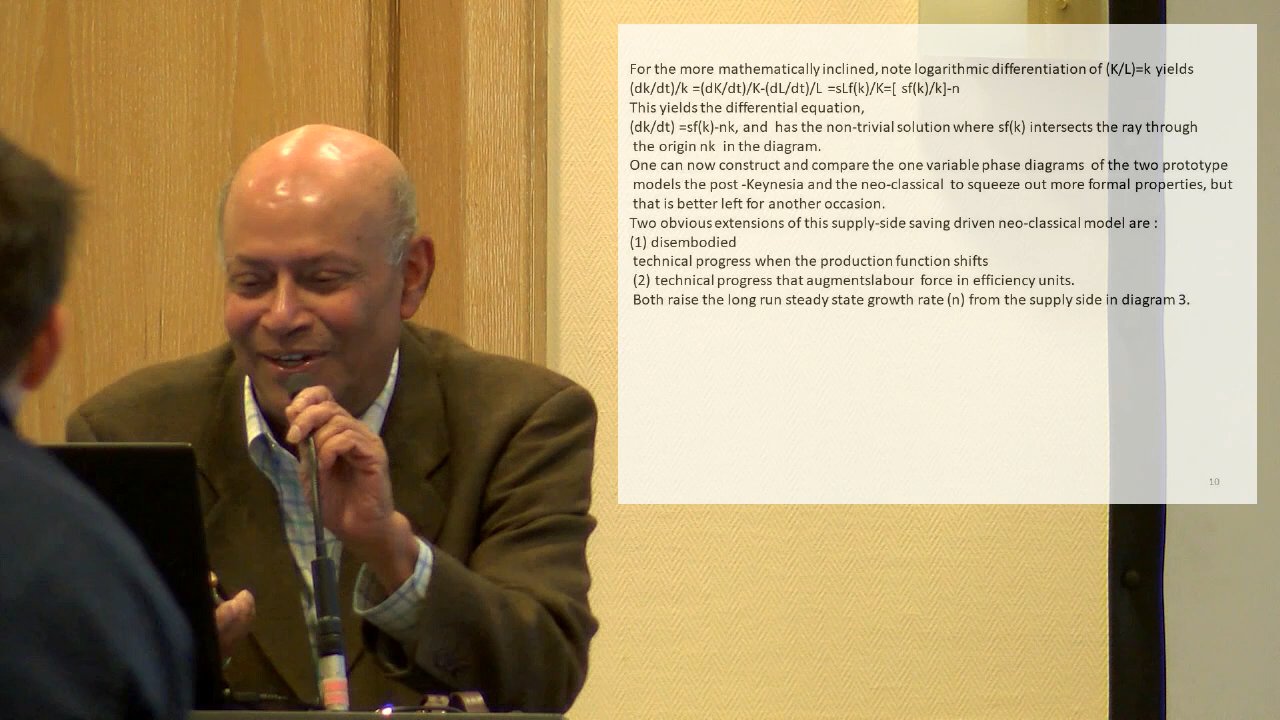 For the more mathematically inclined, note logarithmic differentiation of (K/L)=k yields
(dk/dt)/k =(dK/dt)/K-(dL/dt)/L =sLf(k)/K=[ sf(k)/k]-n
This yields the differential equation,
(dk/dt) =sf(k)-nk, and has the non-trivial solution where sf(k) intersects the ray through
the origin nk in the diagram.
One can now construct and compare the one variable phase diagrams of the two prototype
models the post -Keynesia and the neo-classical to squeeze out more formal properties, but
that is better left for another occasion.
Two obvious extensions of this supply-side saving driven neo-classical model are :
(1) disembodied
technical progress when the production function shifts
(2) technical progress that augmentslabour force in efficiency units.
Both raise the long run steady state growth rate (n) from the supply side in diagram 3.
10